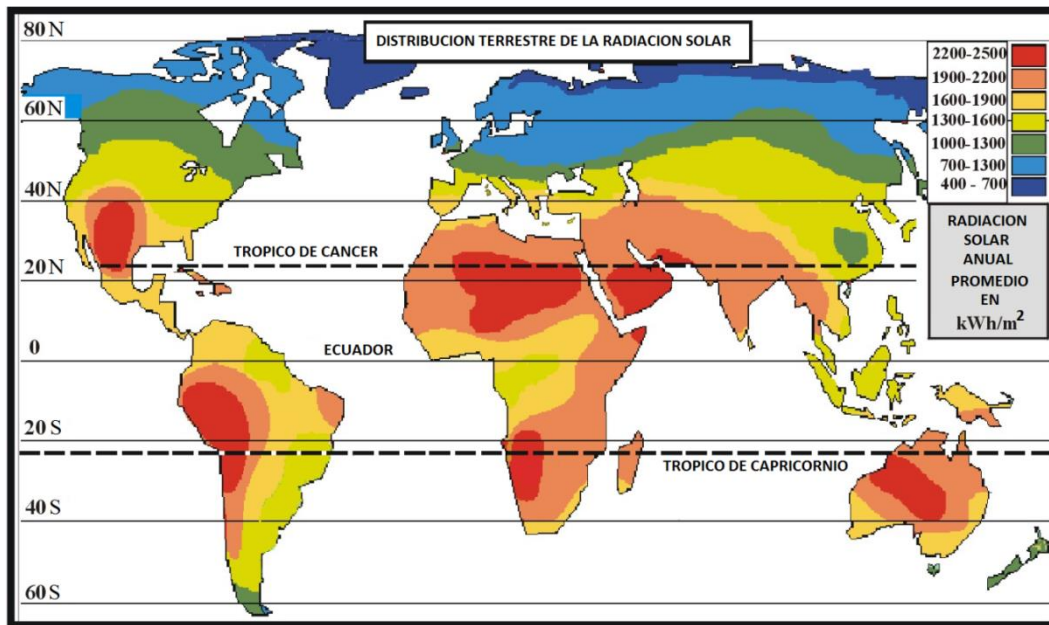 DISTRIBUCION TERRESTRE DE LA RADIACION SOLAR
80 N
60 N
40 N
20 N
0
20 S
40 S
60 S
TROPICO DE CANCER
ECUADOR
TROPICO DE CAPRICORNIO
2200-2500
1900-2200
1600-1900
1300-1600
1000-1300
700-1300
400 - 700
RADIACION
SOLAR
ANUAL
PROMEDIO
EN
kWh/m²